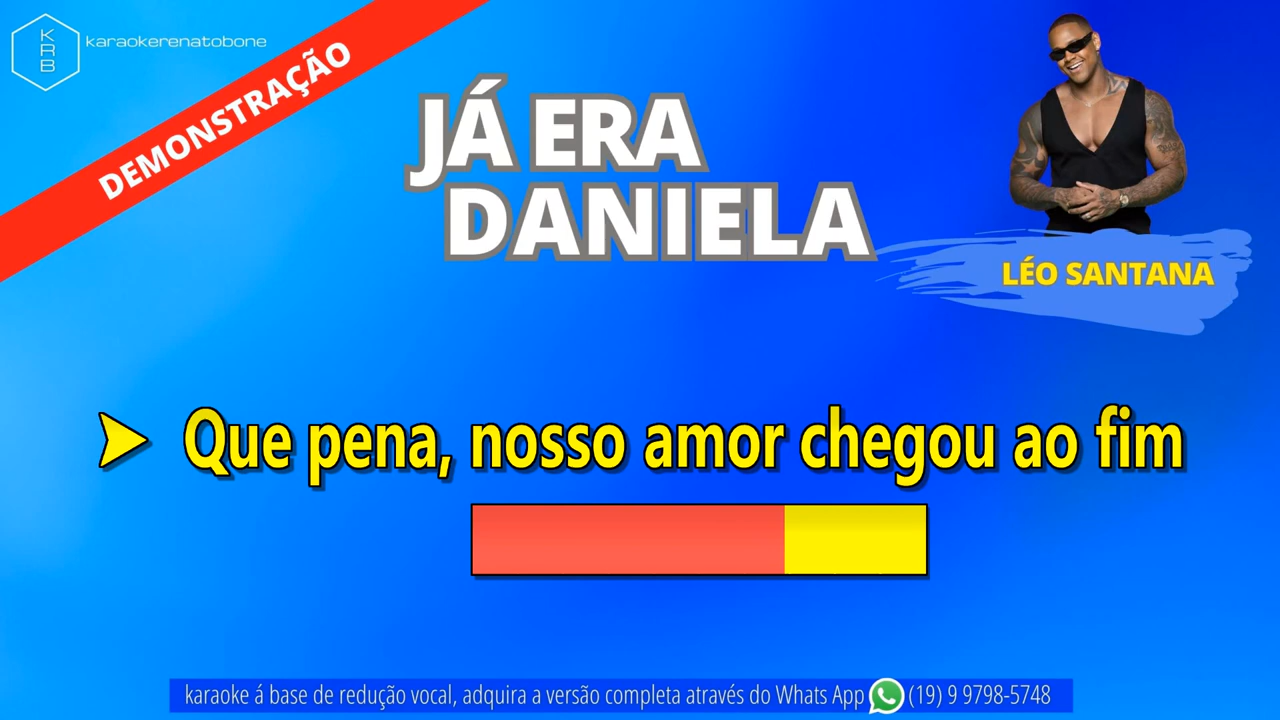 KRB
karaokerenatobone
DEMONSTRAÇÃO
JÁ ERA
DANIELA
LÉO SANTANA
Que pena, nosso amor chegou ao fim
karaoke á base de redução vocal, adquira a versão completa através do Whats App (19) 9 9798-5748